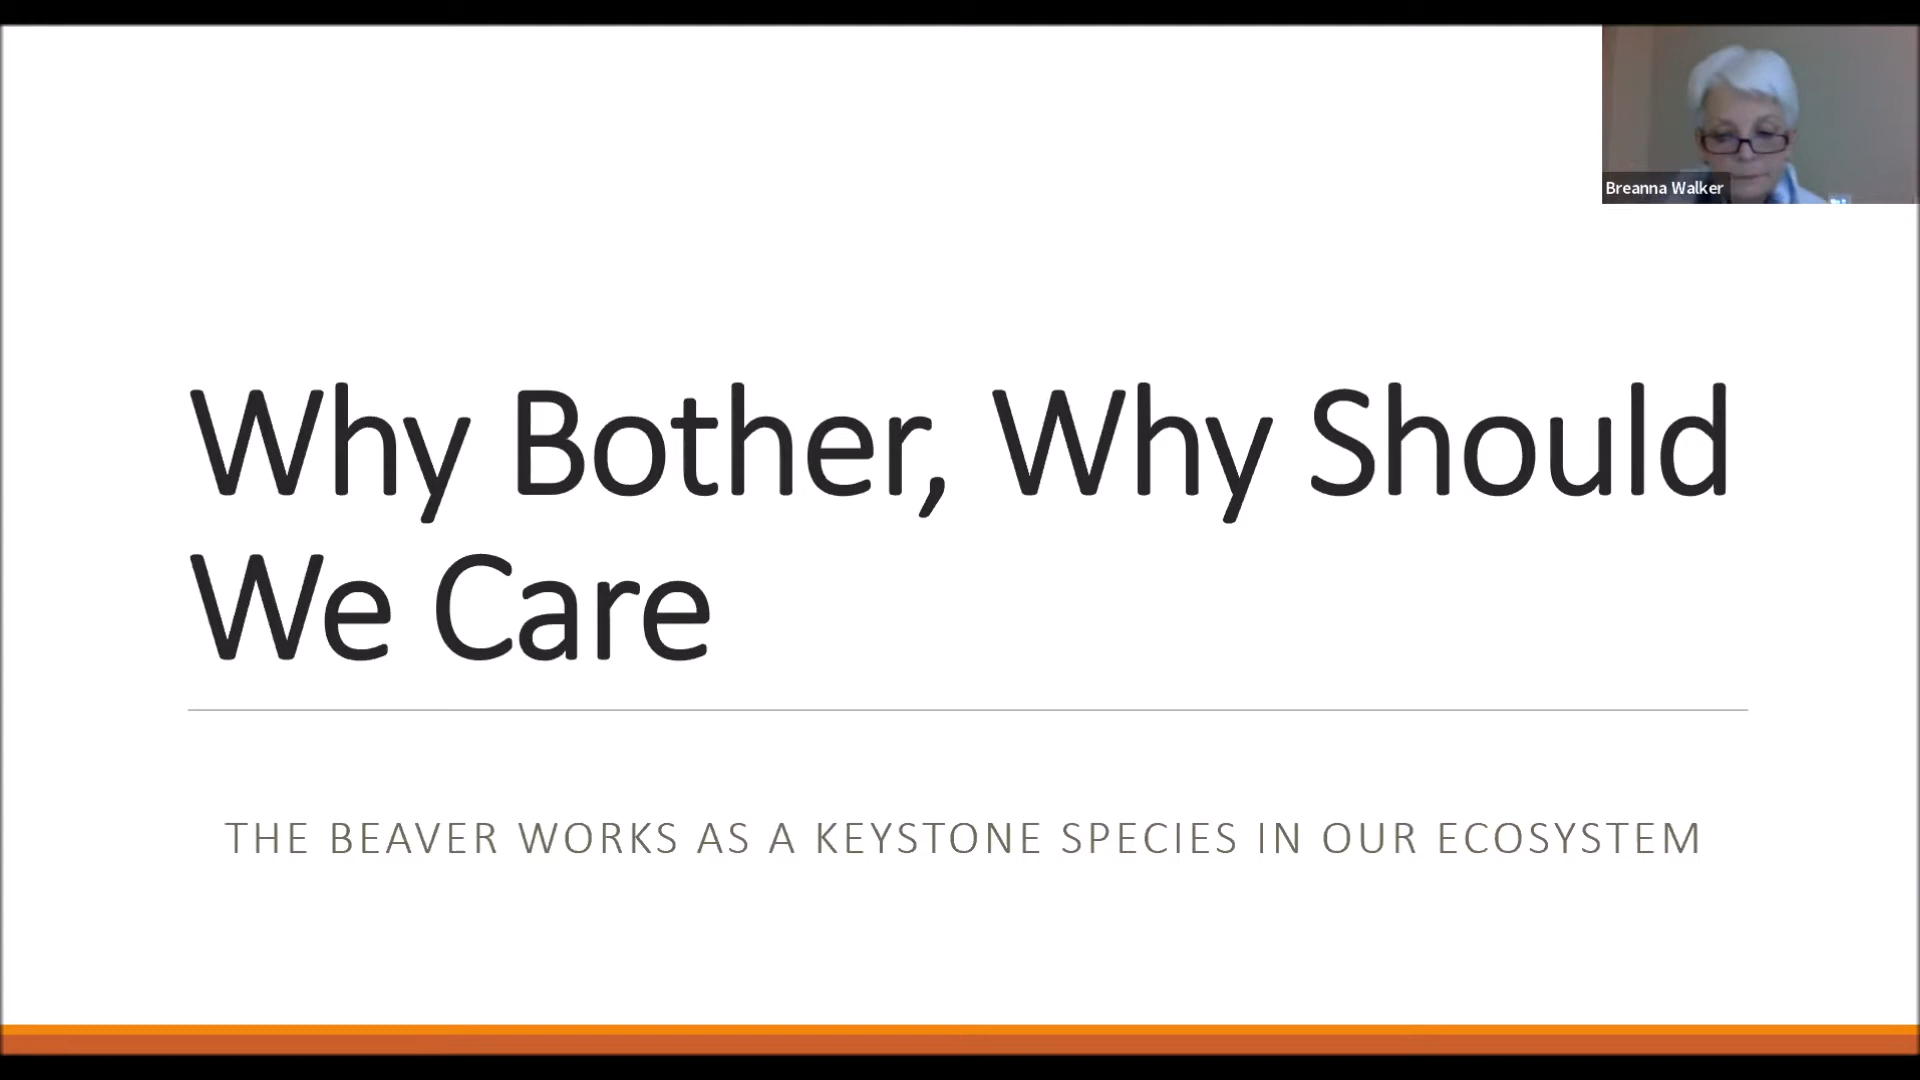 Breanna Walker
Why Bother, Why Should
We Care
THE BEAVER WORKS AS A KEYSTONE SPECIES IN OUR ECOSYSTEM